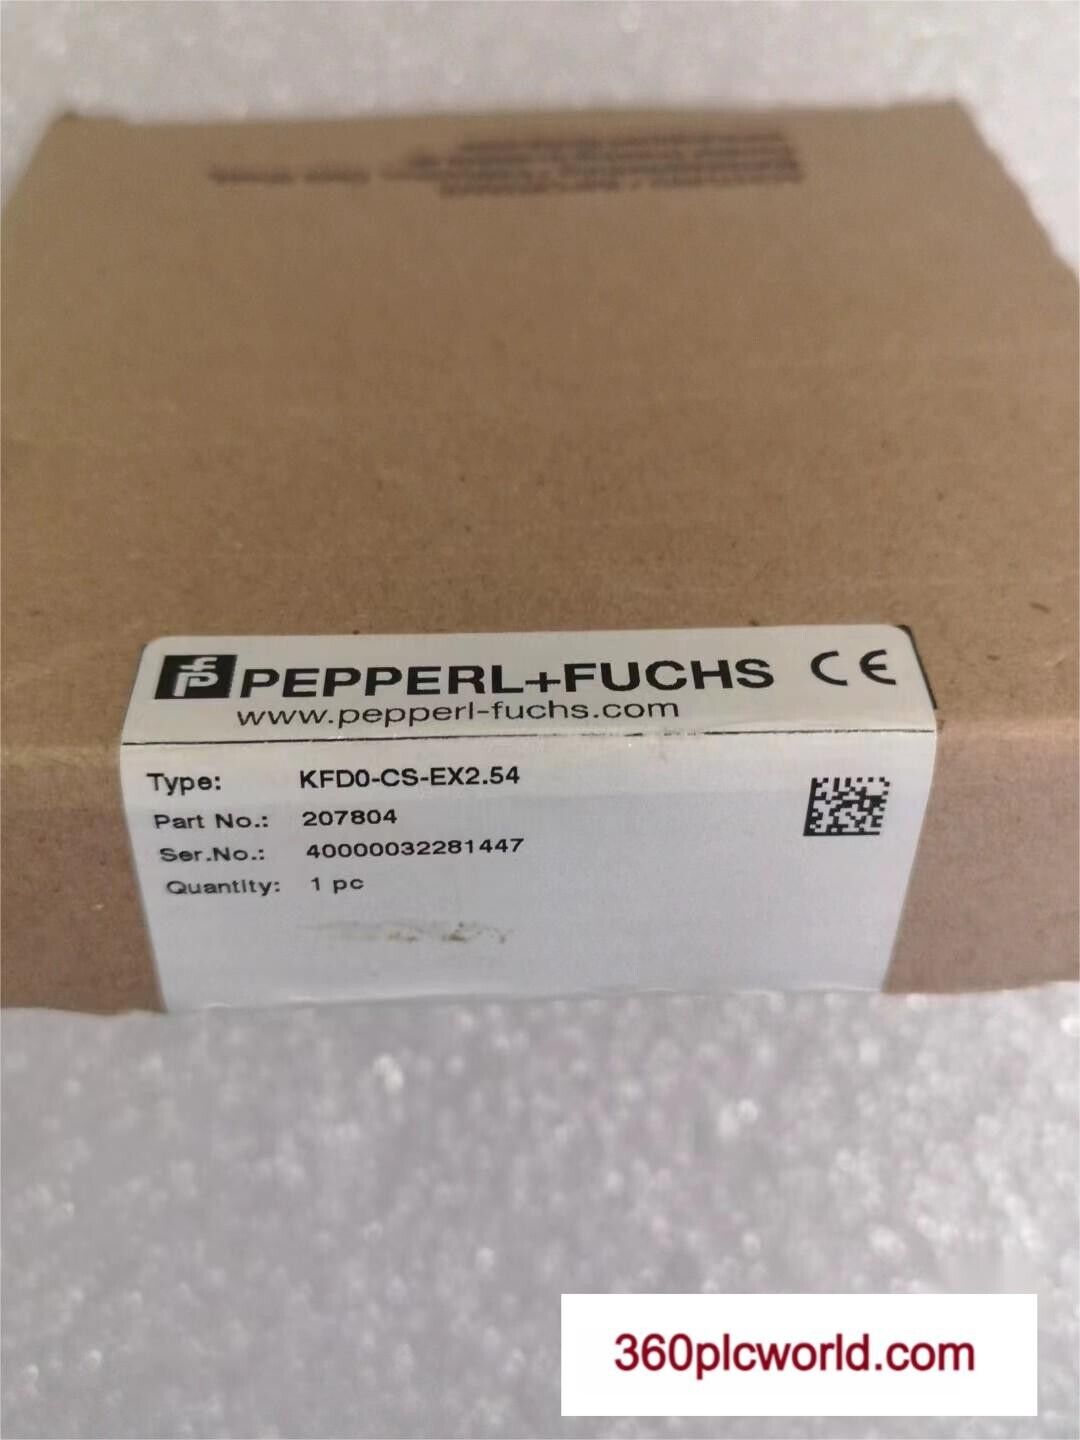 PEPPERL+FUCHS CE
www.pepperl-fuchs.com
Type: KFD0-CS-EX2.54
Part No.: 207804
Ser.No.: 40000032281447
Quantity: 1 pc
360plcworld.com